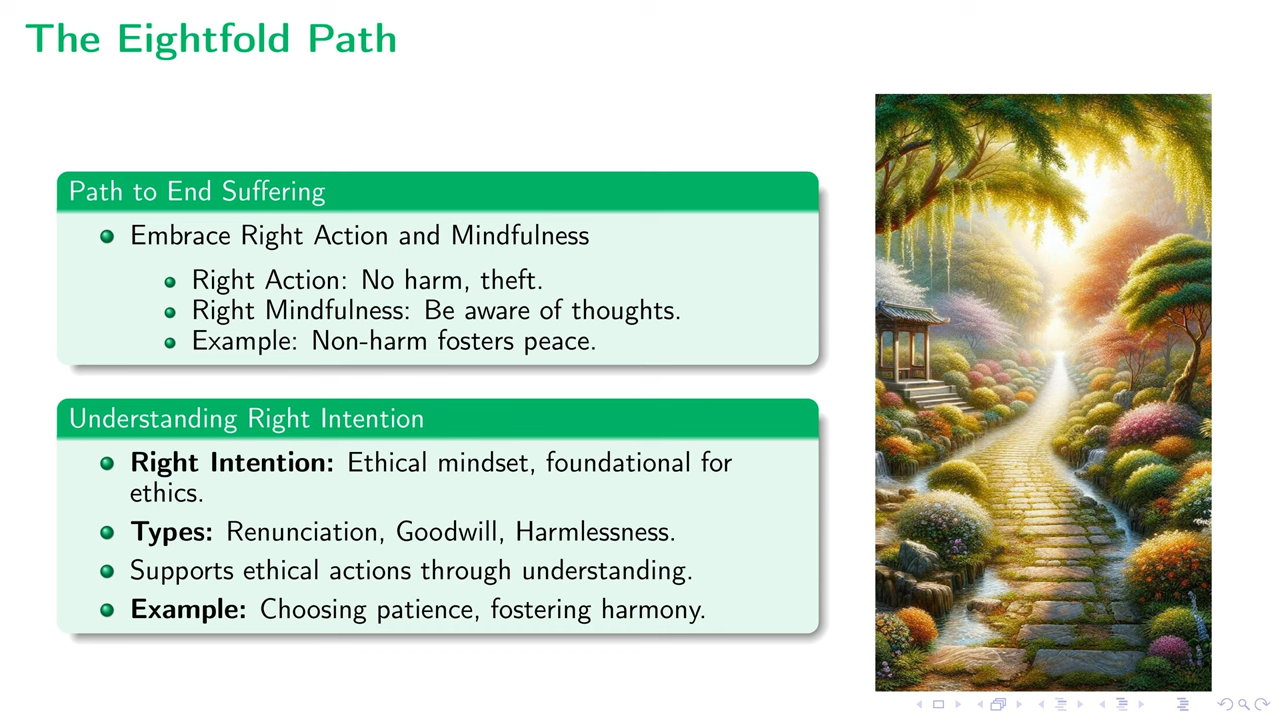 The Eightfold Path
Path to End Suffering
Embrace Right Action and Mindfulness
Right Action: No harm, theft.
Right Mindfulness: Be aware of thoughts.
Example: Non-harm fosters peace.
Understanding Right Intention
Right Intention: Ethical mindset, foundational for
ethics.
Types: Renunciation, Goodwill, Harmlessness.
Supports ethical actions through understanding.
Example: Choosing patience, fostering harmony.